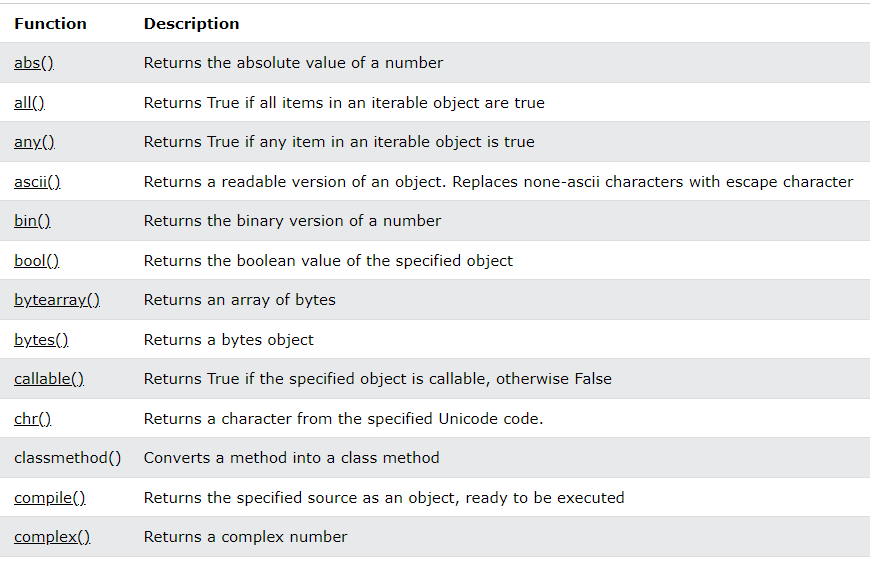 Function Description
abs() Returns the absolute value of a number
all() Returns True if all items in an iterable object are true
any() Returns True if any item in an iterable object is true
ascii() Returns a readable version of an object. Replaces none-ascii characters with escape character
bin() Returns the binary version of a number
bool() Returns the boolean value of the specified object
bytearray() Returns an array of bytes
bytes() Returns a bytes object
callable() Returns True if the specified object is callable, otherwise False
chr() Returns a character from the specified Unicode code.
classmethod() Converts a method into a class method
compile() Returns the specified source as an object, ready to be executed
complex() Returns a complex number